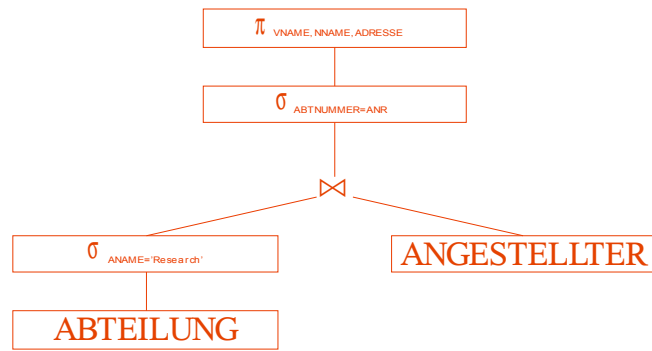 π VNAME, NNAME, ADRESSE
σ ABTNUMMER=ANR
⋈
σ ANAME='Research'
ANGESTELLTER
ABTEILUNG